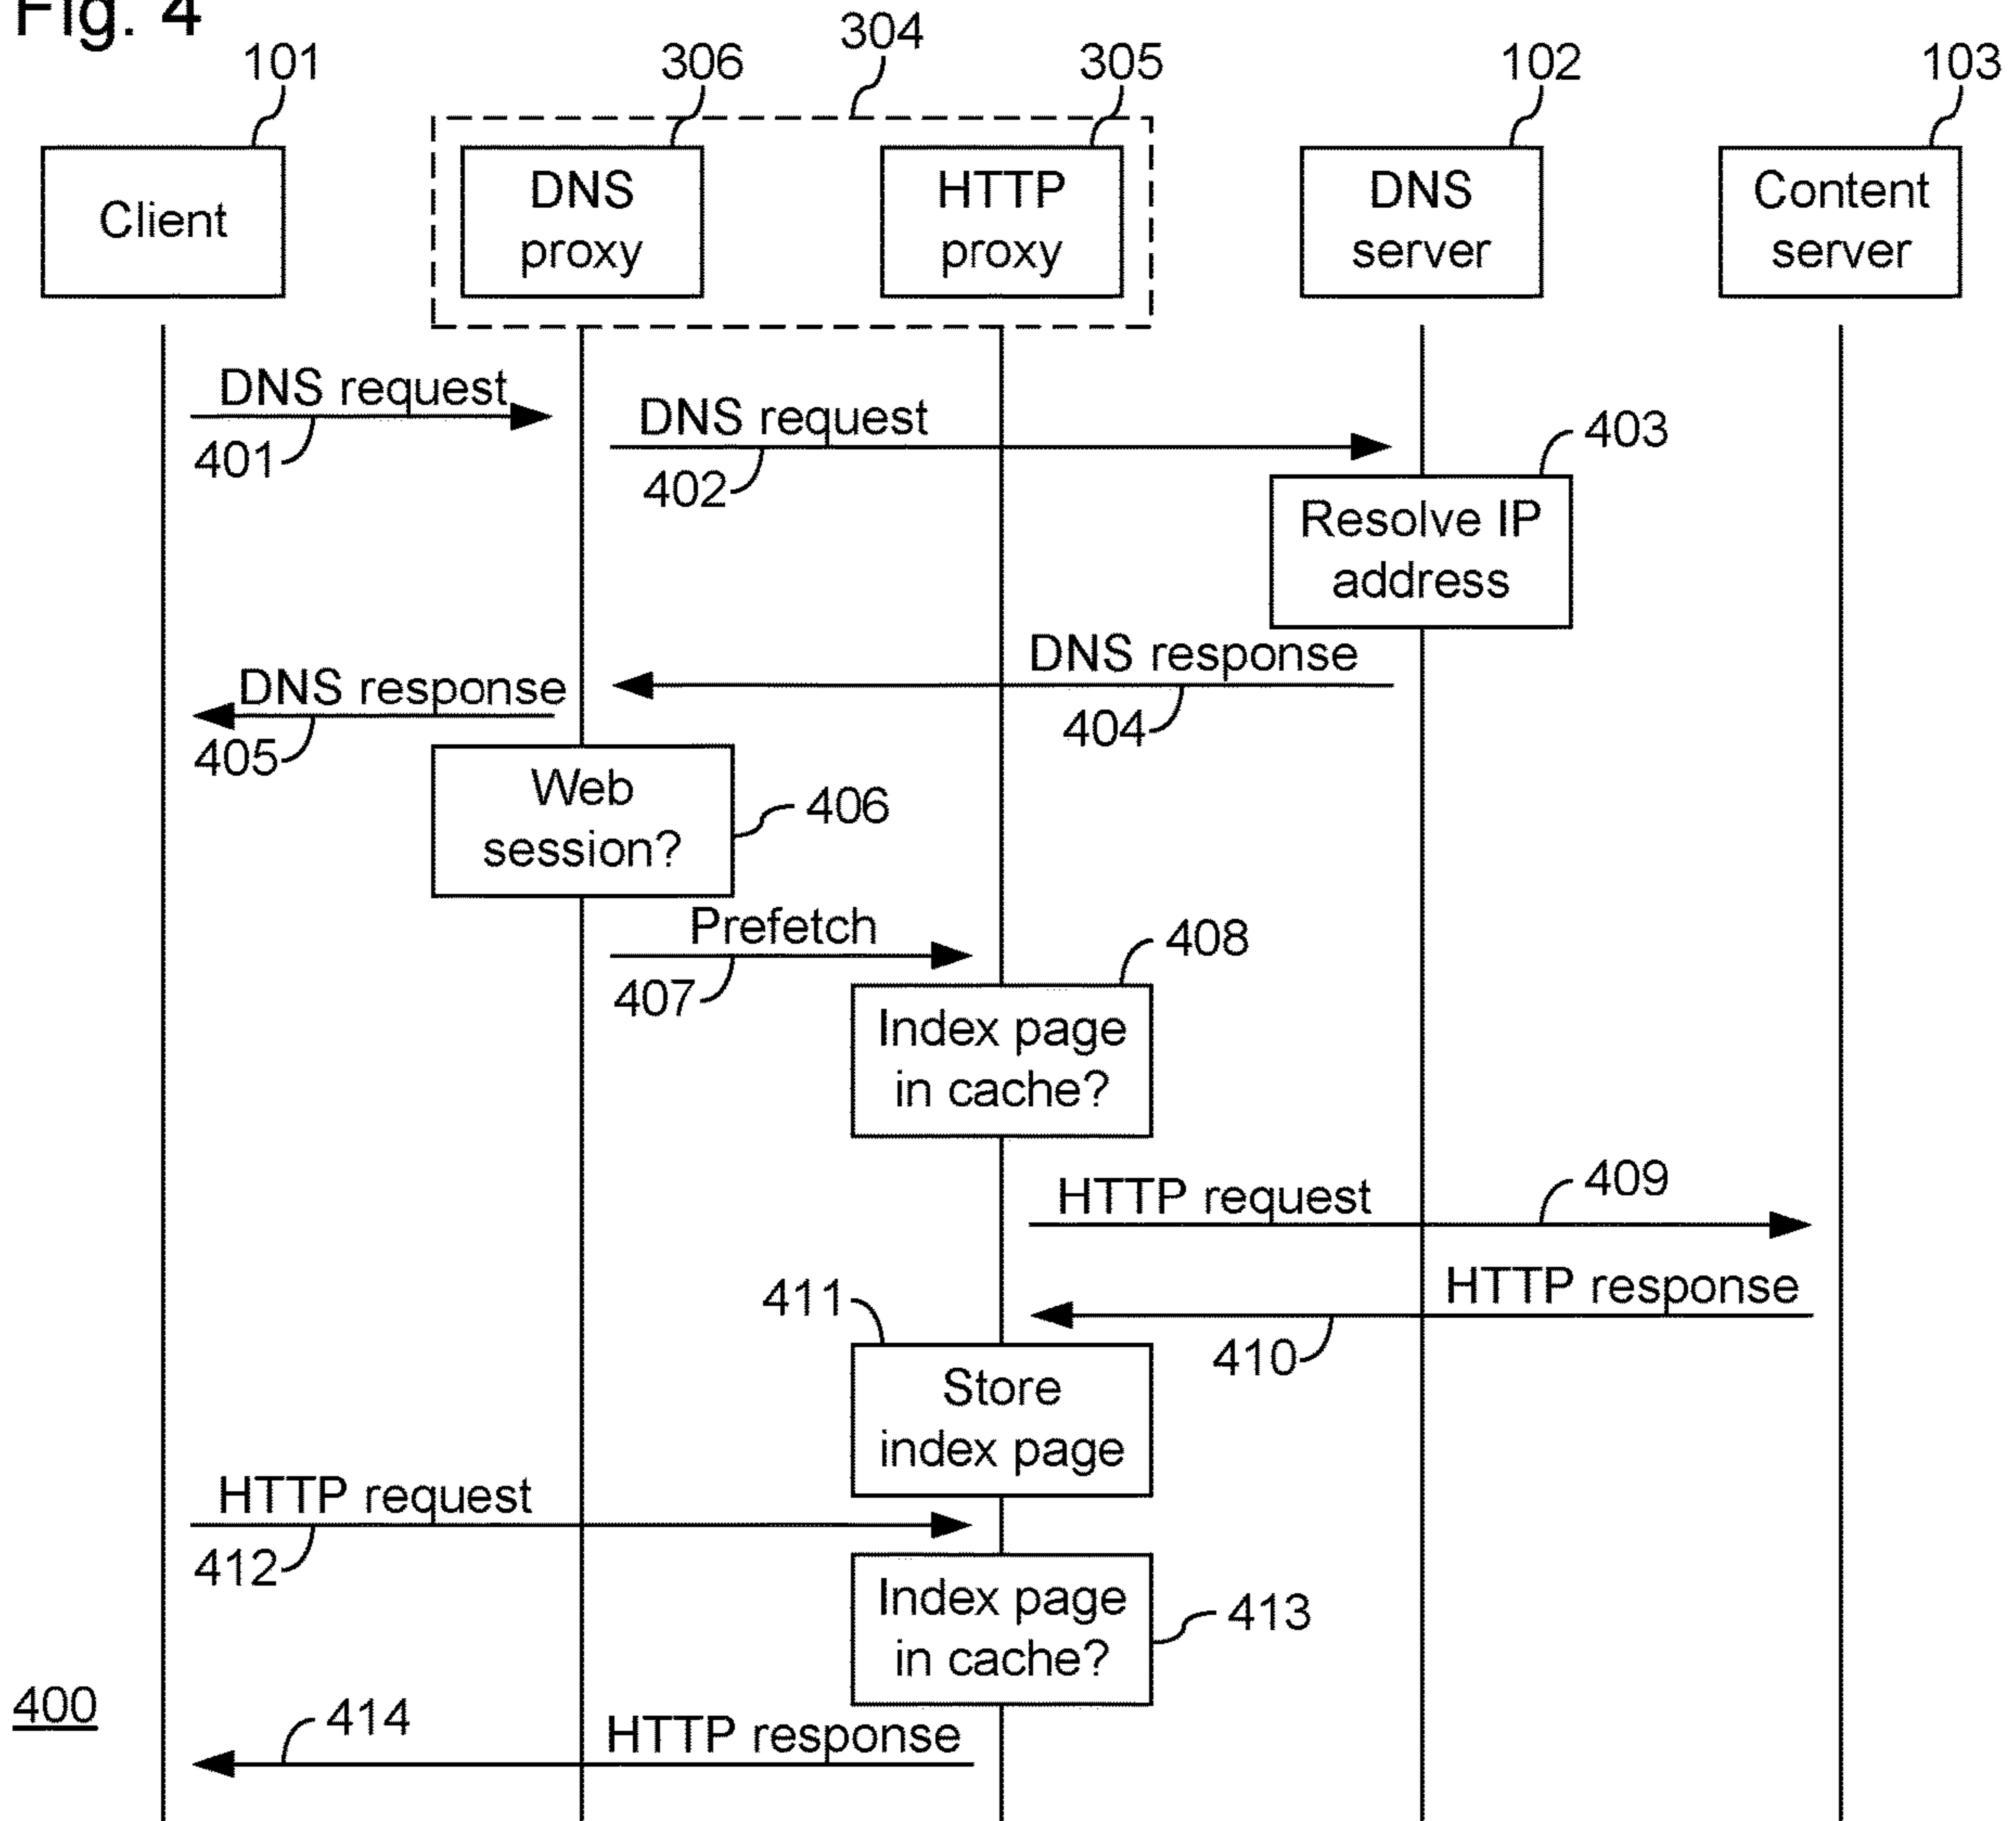 Fig. 4
304
101
306
305
102
103
Client
DNS
proxy
HTTP
proxy
DNS
server
Content
server
DNS request
401
DNS request
402
403
Resolve IP
address
DNS response
404
DNS response
405
Web
session?
406
Prefetch
407
408
Index page
in cache?
HTTP request
409
HTTP response
410
411
Store
index page
HTTP request
412
Index page
in cache?
413
400
414
HTTP response